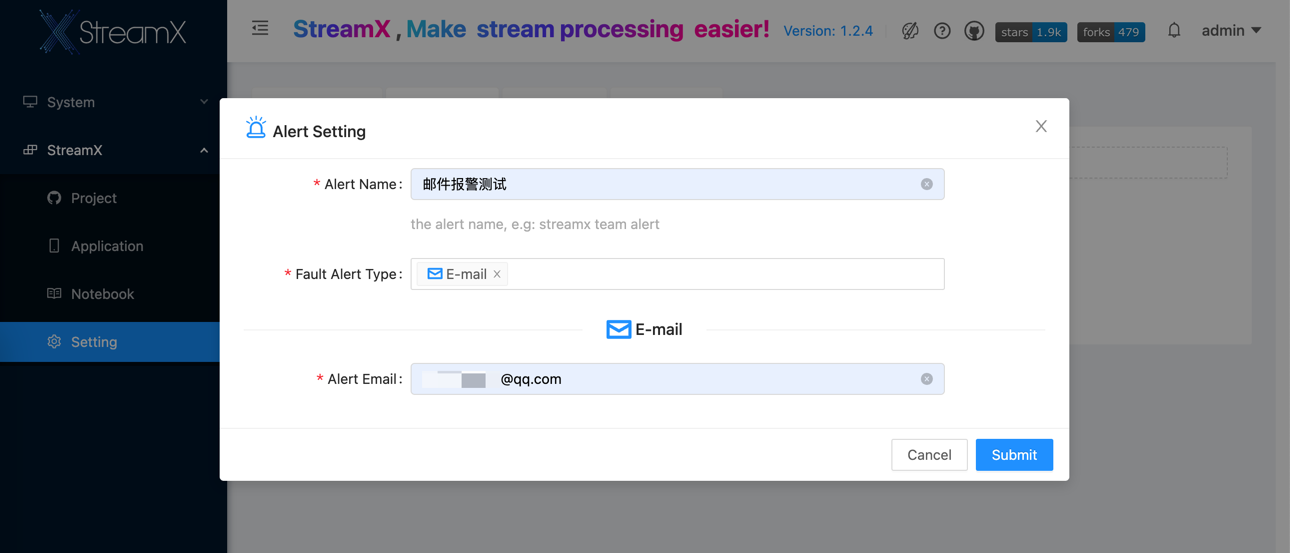 StreamX
StreamX , Make stream processing easier!
Version: 1.2.4
stars 1.9k
forks 479
admin
System
StreamX
Project
Application
Notebook
Setting
Alert Setting
* Alert Name:
邮件报警测试
the alert name, e.g: streamx team alert
* Fault Alert Type:
E-mail
E-mail
* Alert Email:
@qq.com
Cancel
Submit